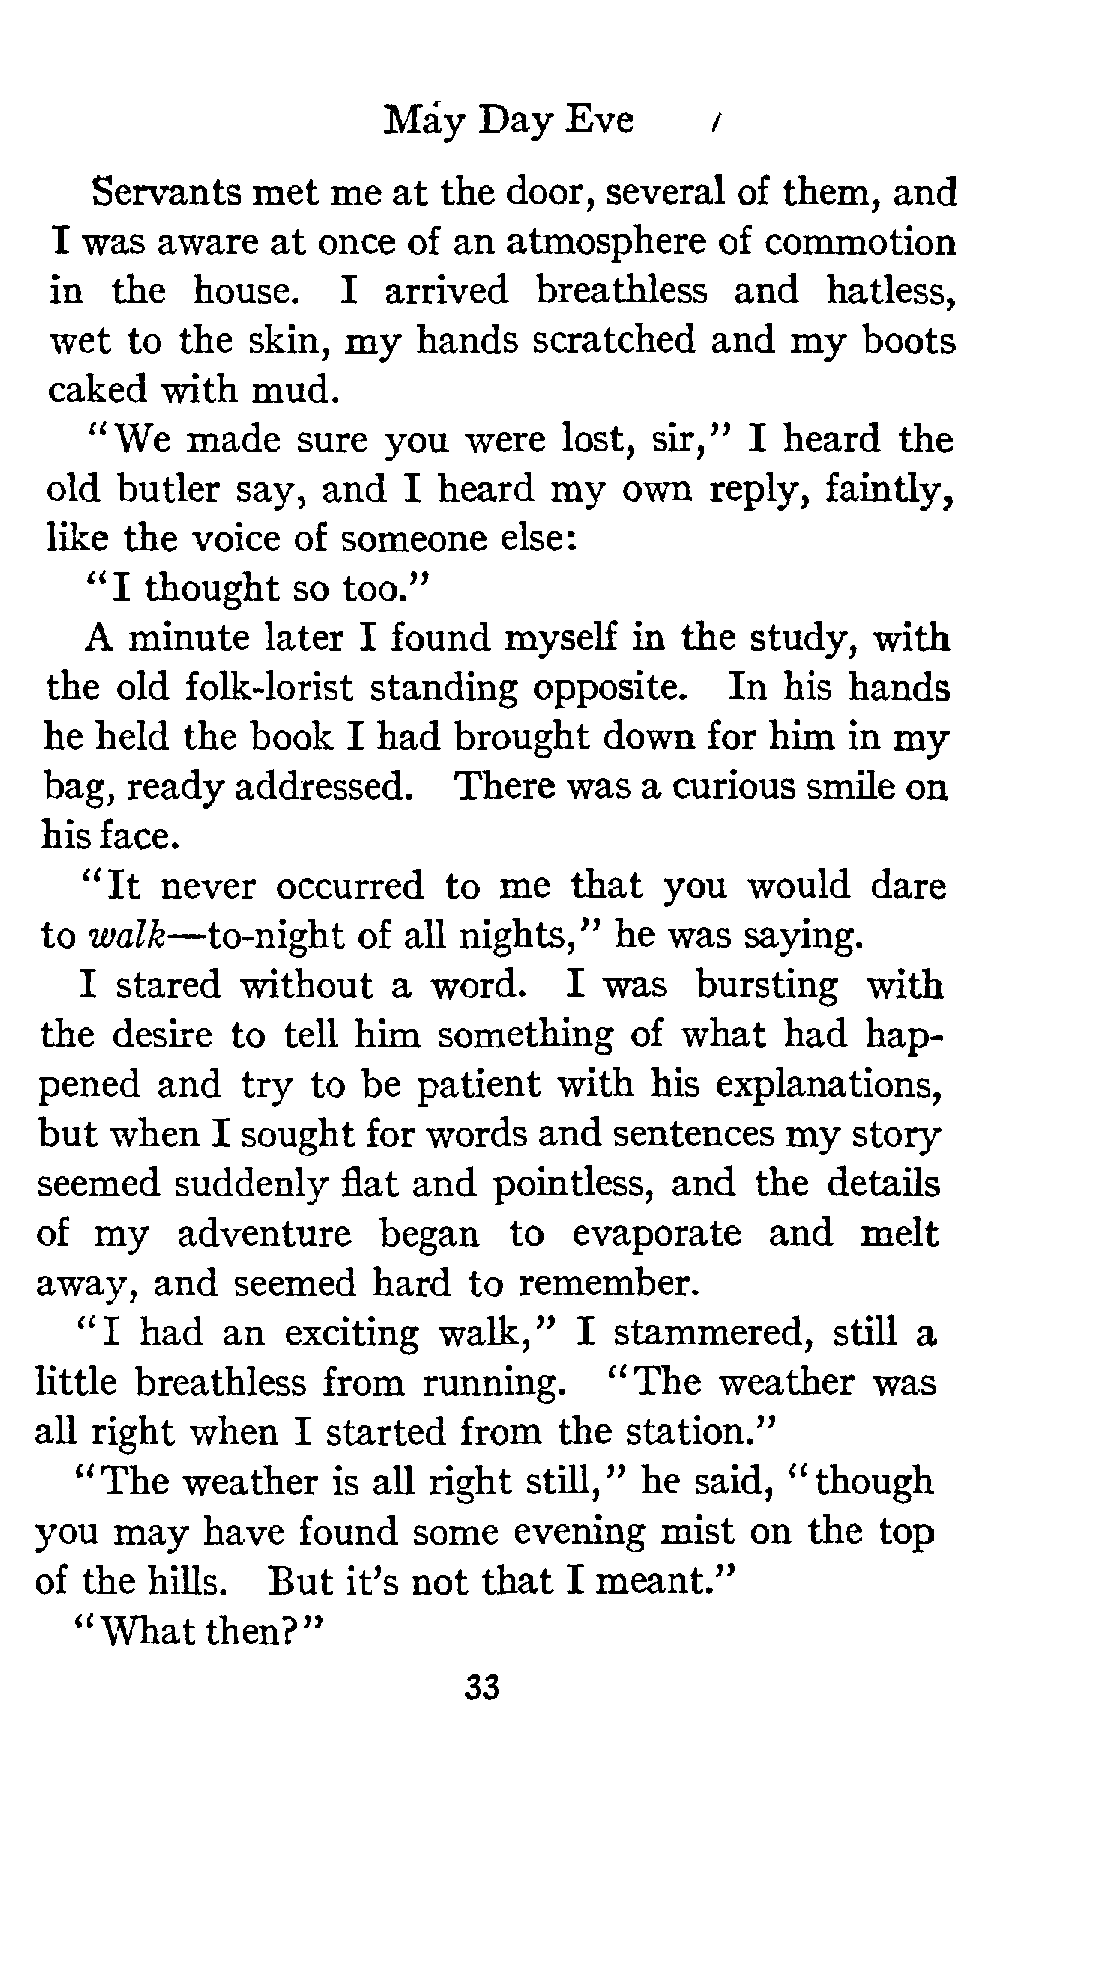 May Day Eve
Servants met me at the door, several of them, and
I was aware at once of an atmosphere of commotion
in the house. I arrived breathless and hatless,
wet to the skin, my hands scratched and my boots
caked with mud.
"We made sure you were lost, sir," I heard the
old butler say, and I heard my own reply, faintly,
like the voice of someone else:
"I thought so too."
A minute later I found myself in the study, with
the old folk-lorist standing opposite. In his hands
he held the book I had brought down for him in my
bag, ready addressed. There was a curious smile on
his face.
"It never occurred to me that you would dare
to walk—to-night of all nights," he was saying.
I stared without a word. I was bursting with
the desire to tell him something of what had hap-
pened and try to be patient with his explanations,
but when I sought for words and sentences my story
seemed suddenly flat and pointless, and the details
of my adventure began to evaporate and melt
away, and seemed hard to remember.
"I had an exciting walk," I stammered, still a
little breathless from running. "The weather was
all right when I started from the station."
"The weather is all right still," he said, "though
you may have found some evening mist on the top
of the hills. But it's not that I meant."
"What then?"
33